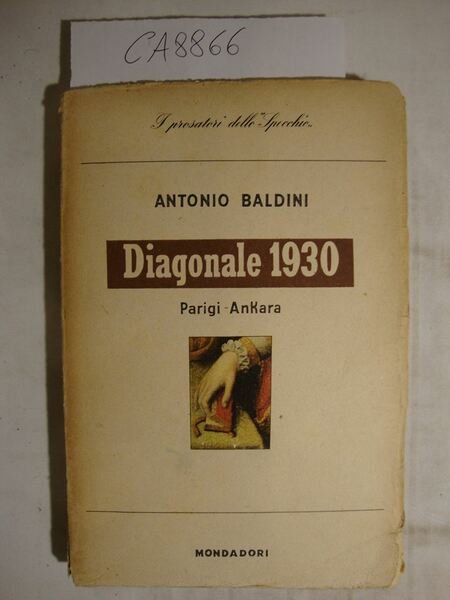 CA8866
I prosatori dello "Specchio"
ANTONIO BALDINI
Diagonale 1930
Parigi - AnKara
MONDADORI